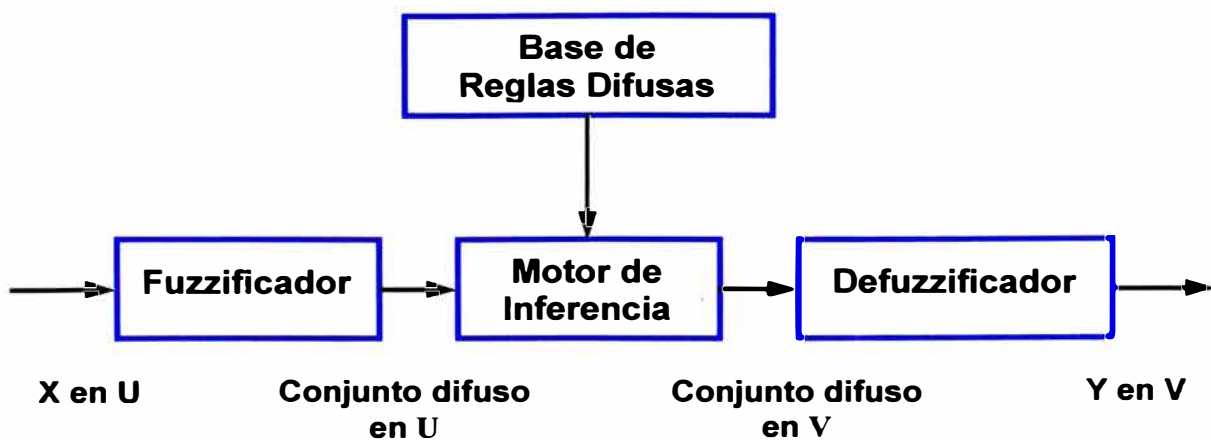 Base de
Reglas Difusas
Fuzzificador
Motor de
Inferencia
Defuzzificador
X en U
Conjunto difuso
en U
Conjunto difuso
en V
Y en V